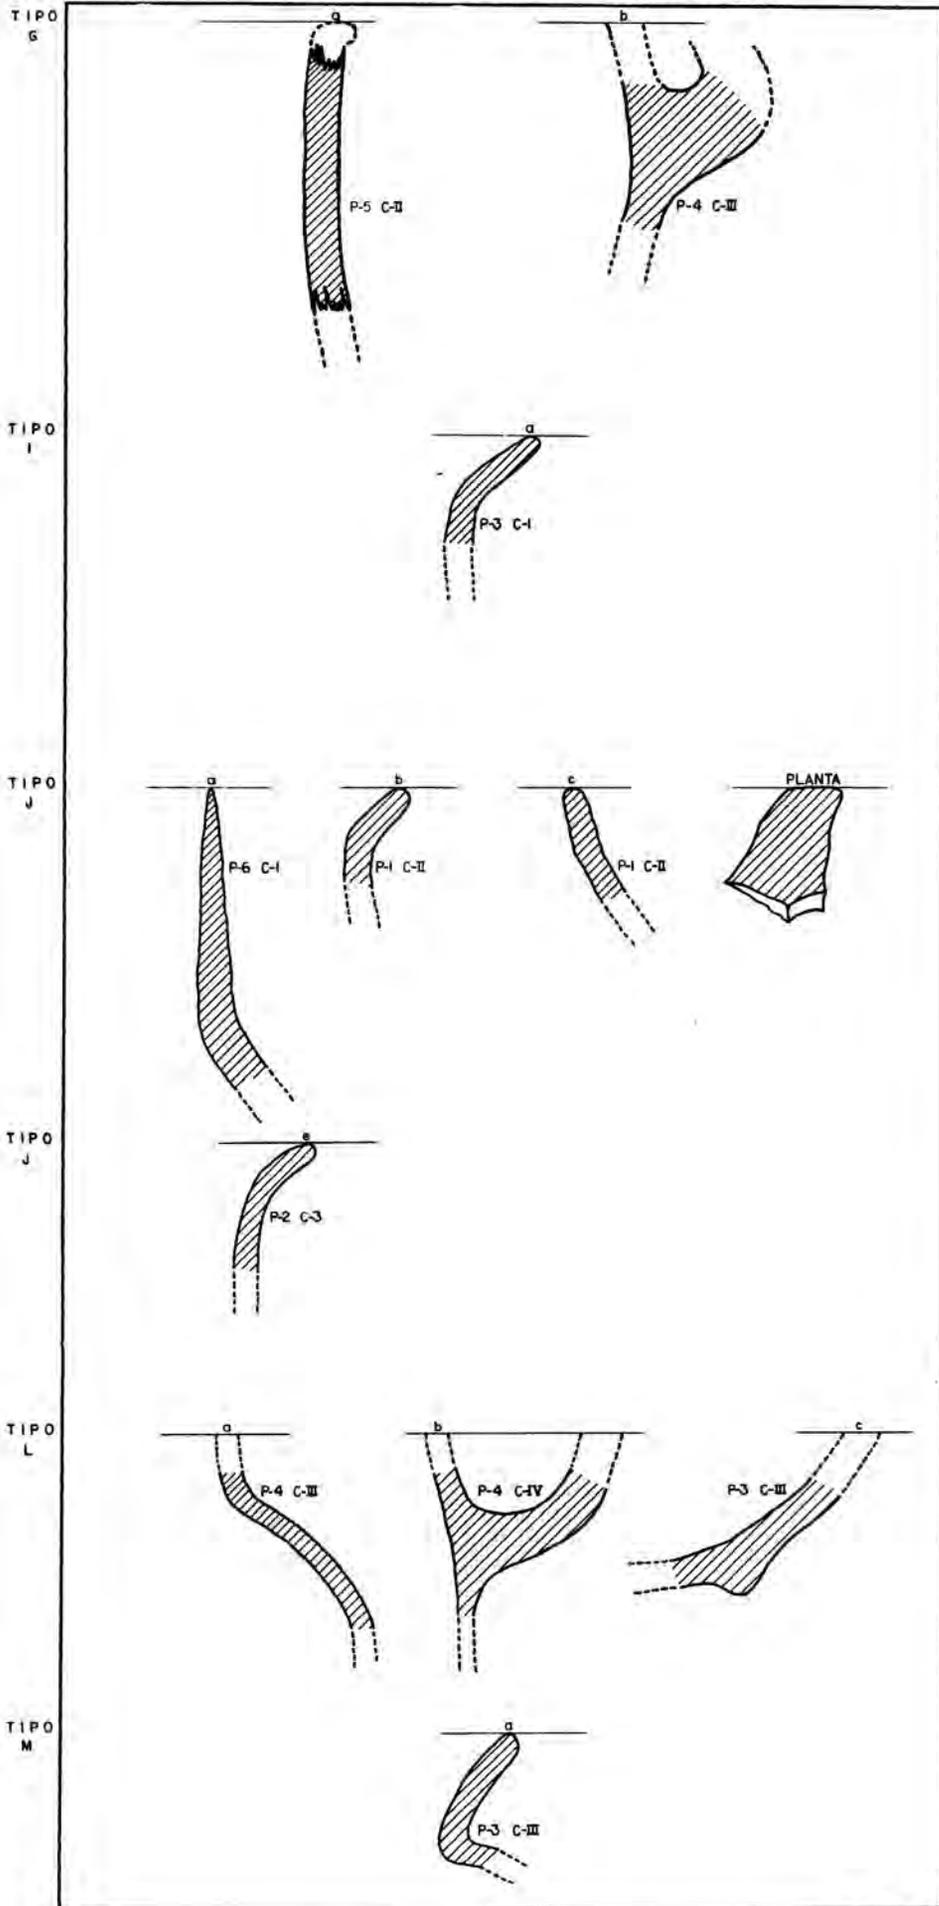 TIPO
G
a
b
P-5 C-II
P-4 C-III
TIPO
I
a
P-3 C-I
TIPO
J
a
b
c
PLANTA
P-6 C-I
P-1 C-II
P-1 C-II
TIPO
J
e
P-2 C-3
TIPO
L
a
b
c
P-4 C-III
P-4 C-IV
P-3 C-III
TIPO
M
a
P-3 C-III